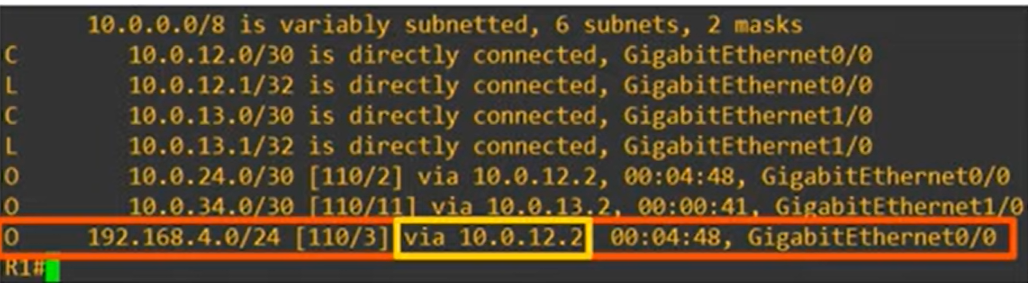 10.0.0.0/8 is variably subnetted, 6 subnets, 2 masks
C 10.0.12.0/30 is directly connected, GigabitEthernet0/0
L 10.0.12.1/32 is directly connected, GigabitEthernet0/0
C 10.0.13.0/30 is directly connected, GigabitEthernet1/0
L 10.0.13.1/32 is directly connected, GigabitEthernet1/0
O 10.0.24.0/30 [110/2] via 10.0.12.2, 00:04:48, GigabitEthernet0/0
O 10.0.34.0/30 [110/11] via 10.0.13.2, 00:00:41, GigabitEthernet1/0
O 192.168.4.0/24 [110/3] via 10.0.12.2 00:04:48, GigabitEthernet0/0
R1#